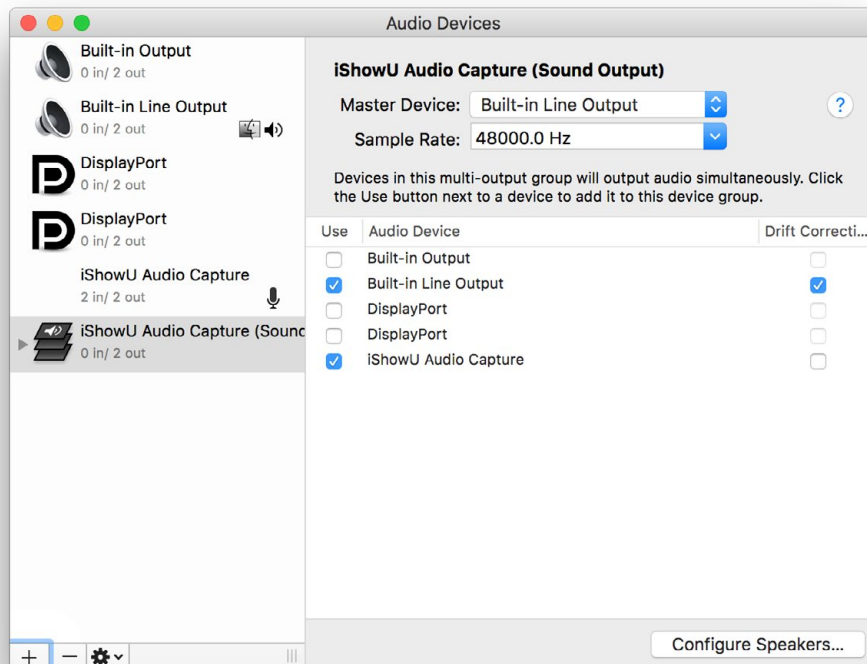 Audio Devices
Built-in Output
0 in/ 2 out
Built-in Line Output
0 in/ 2 out
DisplayPort
0 in/ 2 out
DisplayPort
0 in/ 2 out
iShowU Audio Capture
2 in/ 2 out
iShowU Audio Capture (Sound
0 in/ 2 out
iShowU Audio Capture (Sound Output)
Master Device: Built-in Line Output
?
Sample Rate: 48000.0 Hz
Devices in this multi-output group will output audio simultaneously. Click
the Use button next to a device to add it to this device group.
Use Audio Device Drift Correcti...
Built-in Output
Built-in Line Output
DisplayPort
DisplayPort
iShowU Audio Capture
Configure Speakers...